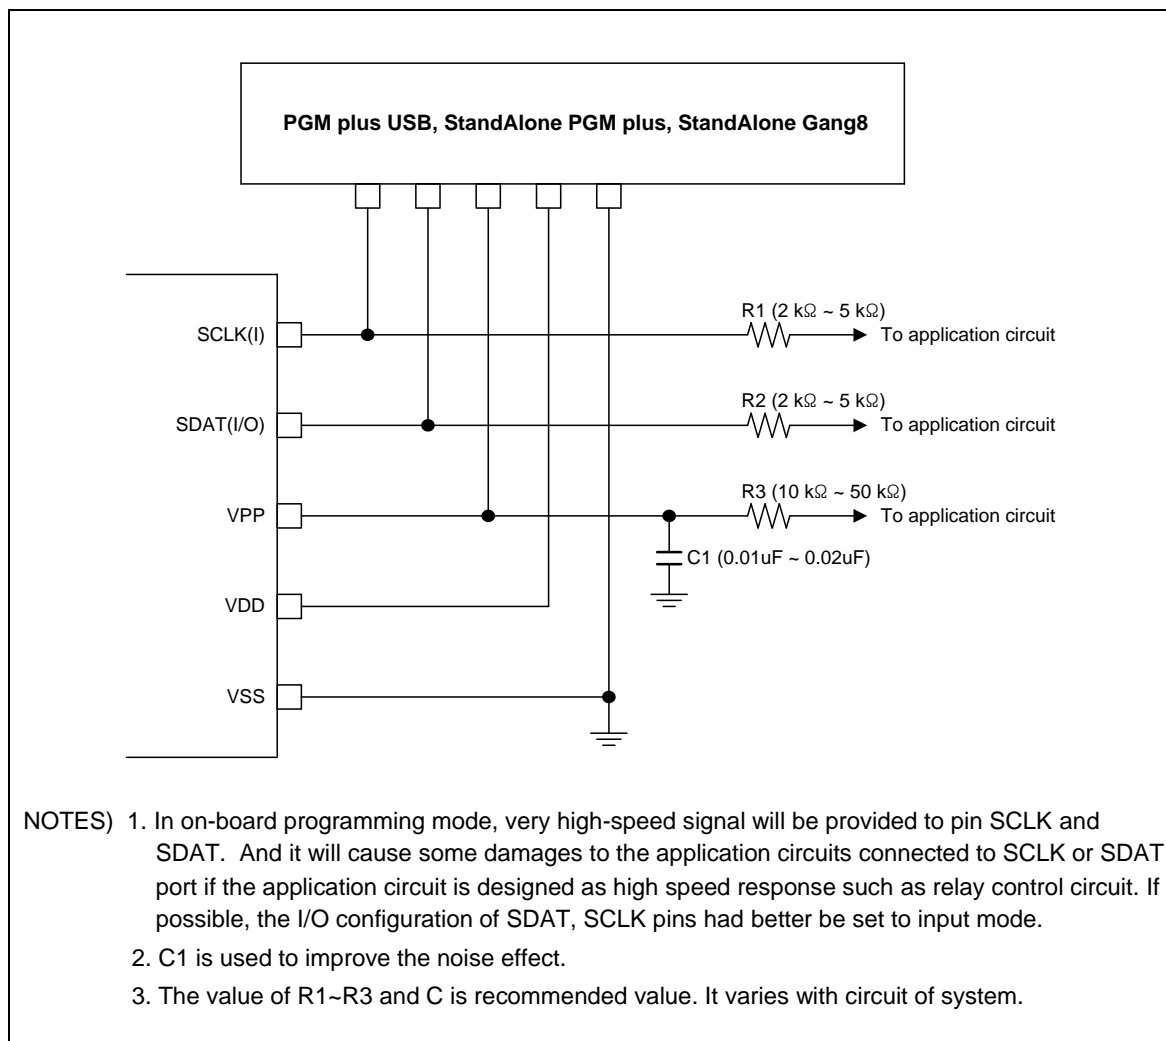 PGM plus USB, StandAlone PGM plus, StandAlone Gang8
SCLK(I)
R1 (2 kΩ ~ 5 kΩ)
To application circuit
SDAT(I/O)
R2 (2 kΩ ~ 5 kΩ)
To application circuit
VPP
R3 (10 kΩ ~ 50 kΩ)
To application circuit
C1 (0.01uF ~ 0.02uF)
VDD
VSS
NOTES) 1. In on-board programming mode, very high-speed signal will be provided to pin SCLK and
SDAT. And it will cause some damages to the application circuits connected to SCLK or SDAT
port if the application circuit is designed as high speed response such as relay control circuit. If
possible, the I/O configuration of SDAT, SCLK pins had better be set to input mode.
2. C1 is used to improve the noise effect.
3. The value of R1~R3 and C is recommended value. It varies with circuit of system.